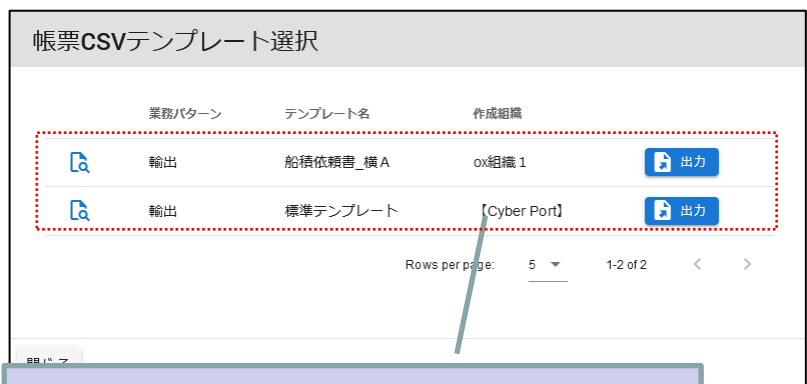 帳票CSVテンプレート選択
業務パターン テンプレート名 作成組織
輸出 船積依頼書_横A ox組織1 出力
輸出 標準テンプレート 【Cyber Port】 出力
Rows per page: 5 1-2 of 2